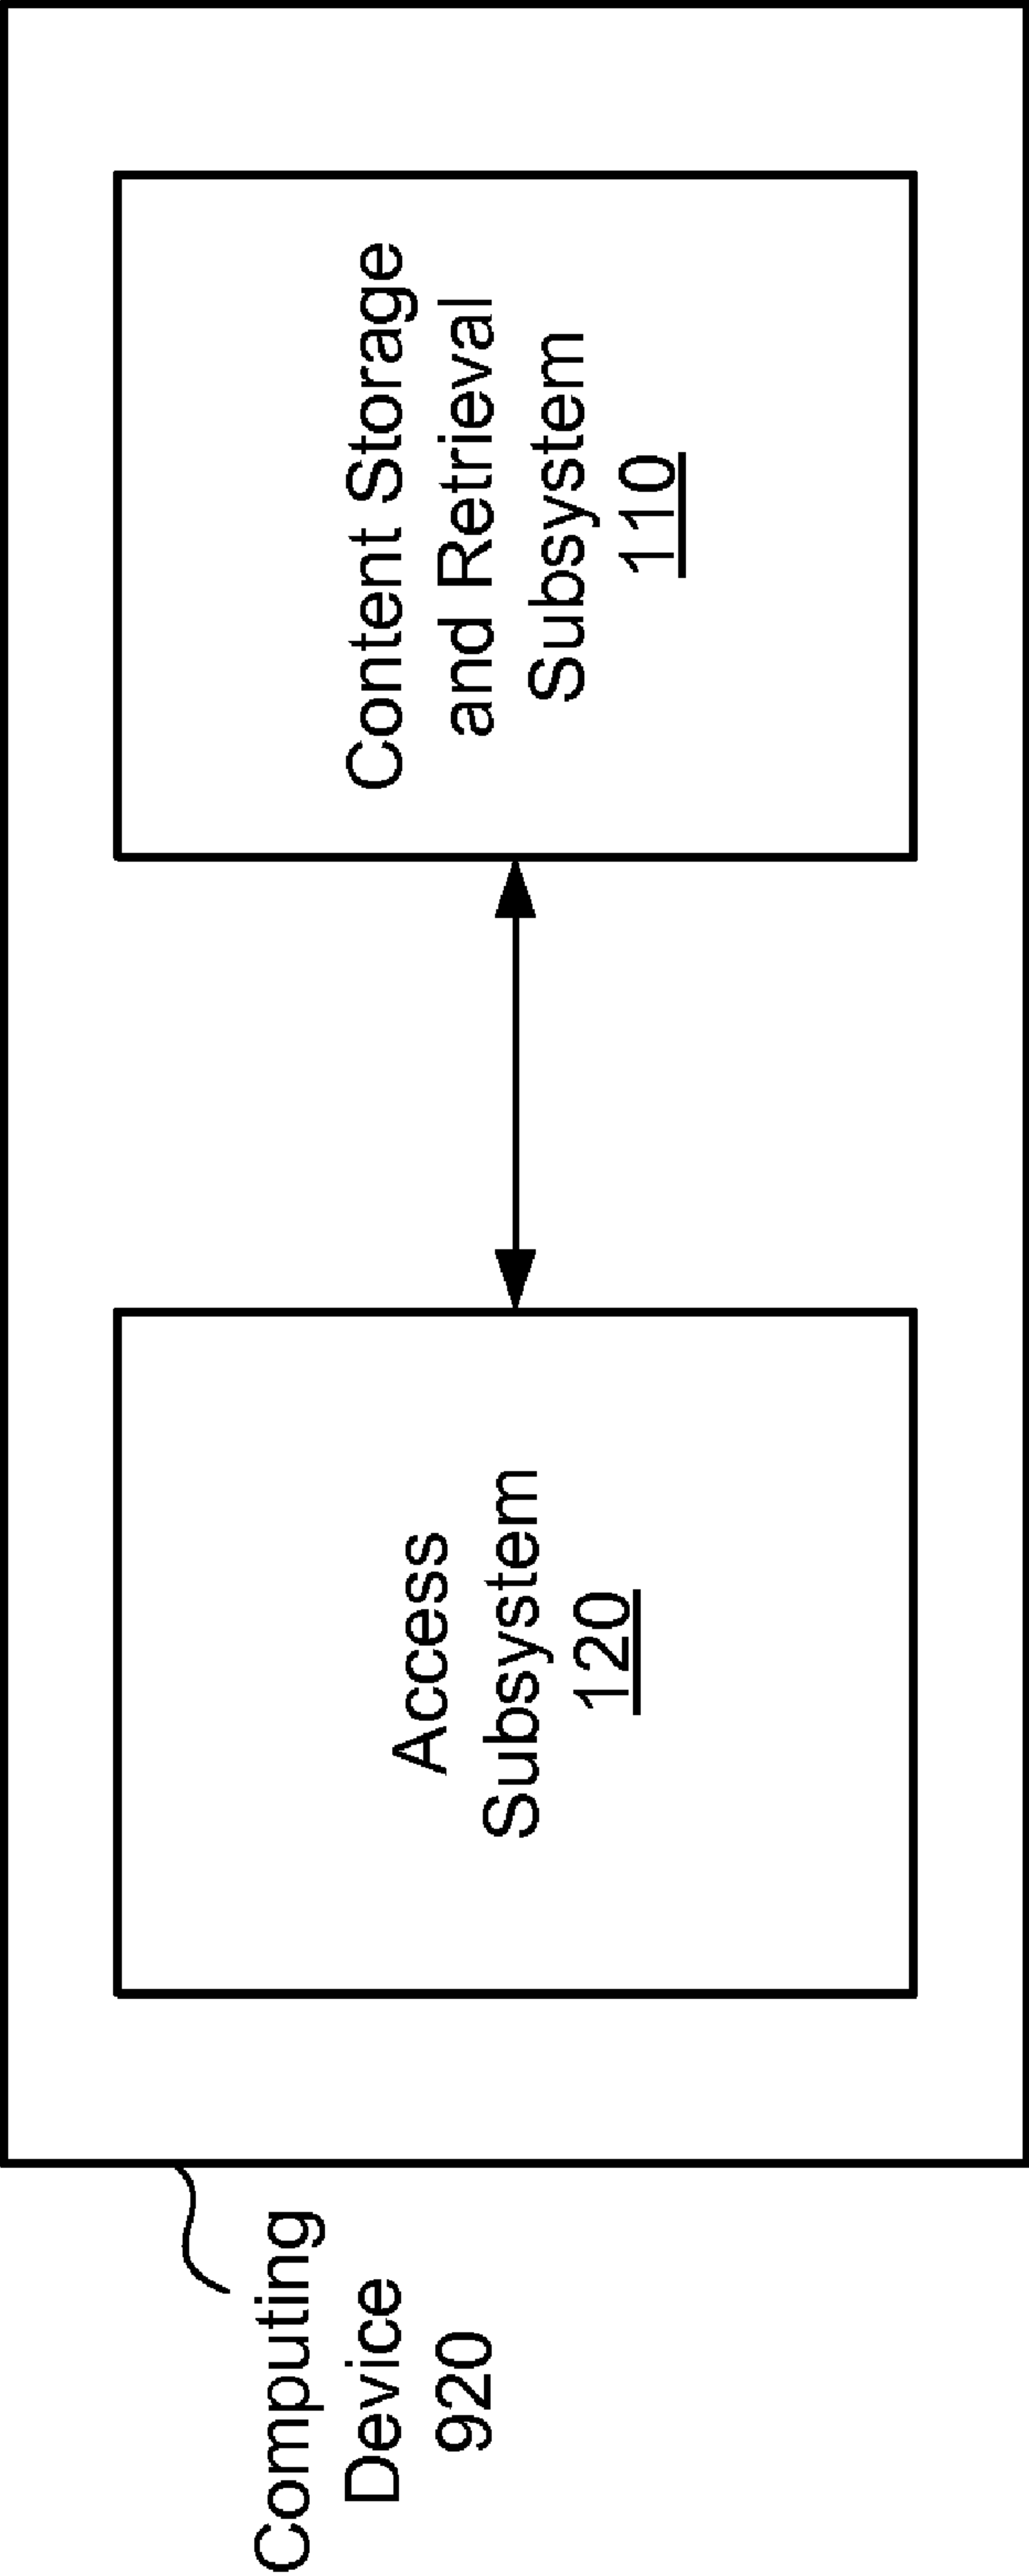 Computing
Device
920
Access
Subsystem
120
Content Storage
and Retrieval
Subsystem
110